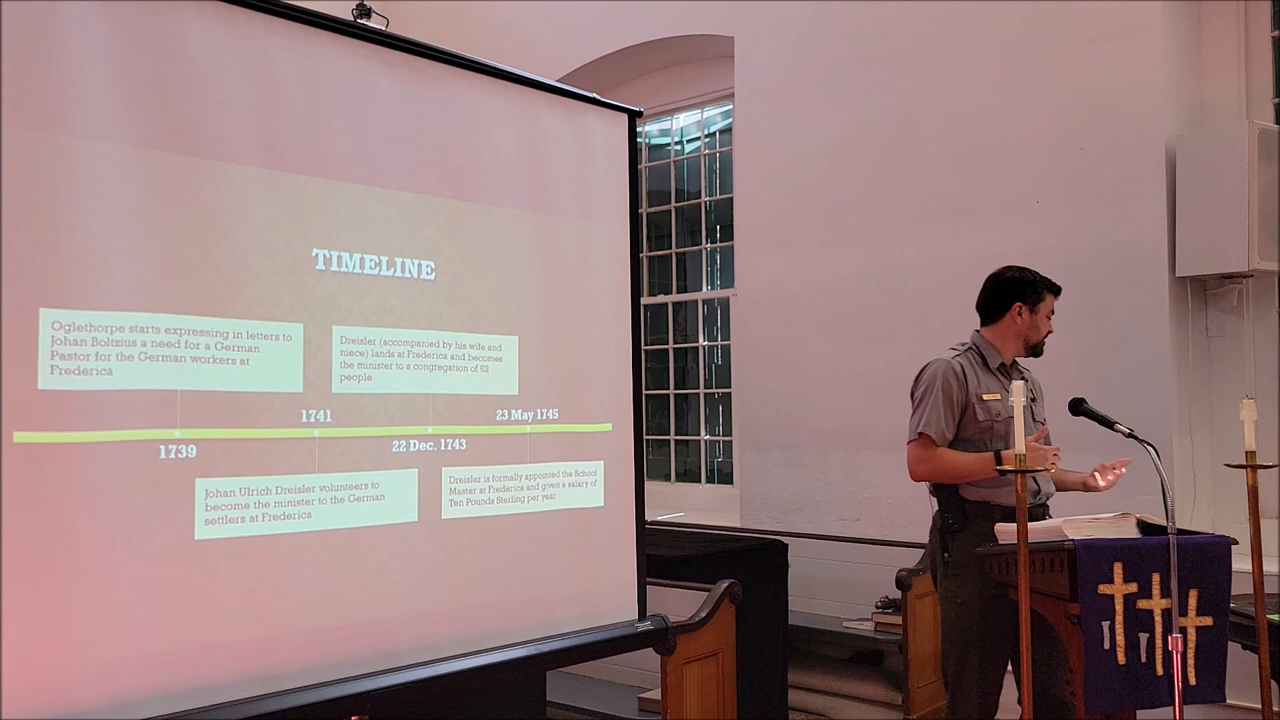 TIMELINE
Oglethorpe starts expressing in letters to
Johan Boltzius a need for a German
Pastor for the German workers at
Frederica
Dreisler (accompanied by his wife and
niece) lands at Frederica and becomes
the minister to a congregation of 62
people
1741
23 May 1745
1739
22 Dec. 1743
Johan Ulrich Dreisler volunteers to
become the minister to the German
settlers at Frederica
Dreisler is formally appointed the School
Master at Frederica and given a salary of
Ten Pounds Sterling per year